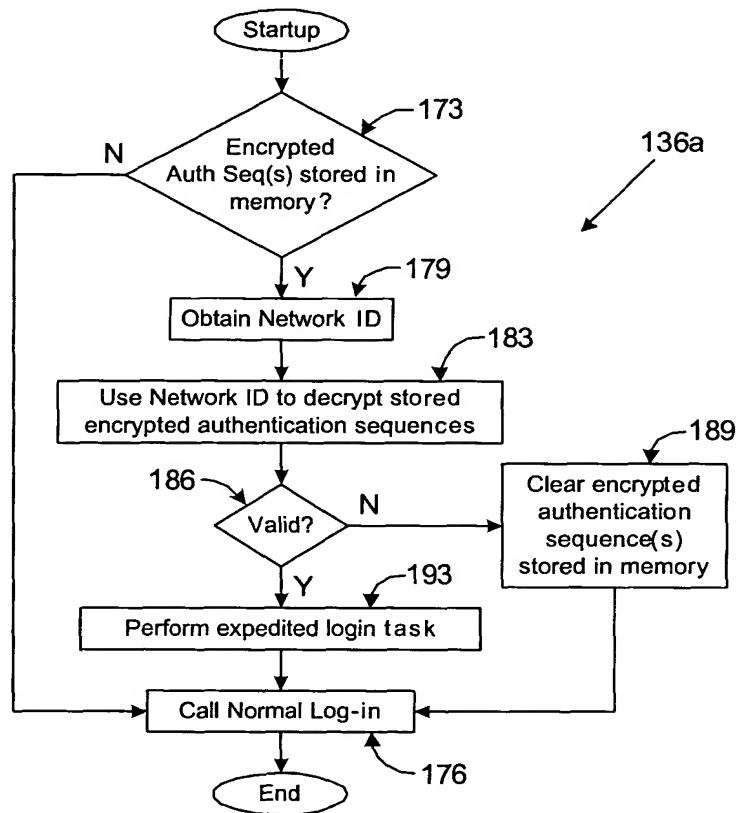 Startup
173
N
Encrypted
Auth Seq(s) stored in
memory?
136a
Y
179
Obtain Network ID
183
Use Network ID to decrypt stored
encrypted authentication sequences
189
186
Valid?
N
Clear encrypted
authentication
sequence(s)
stored in memory
Y
193
Perform expedited login task
Call Normal Log-in
176
End